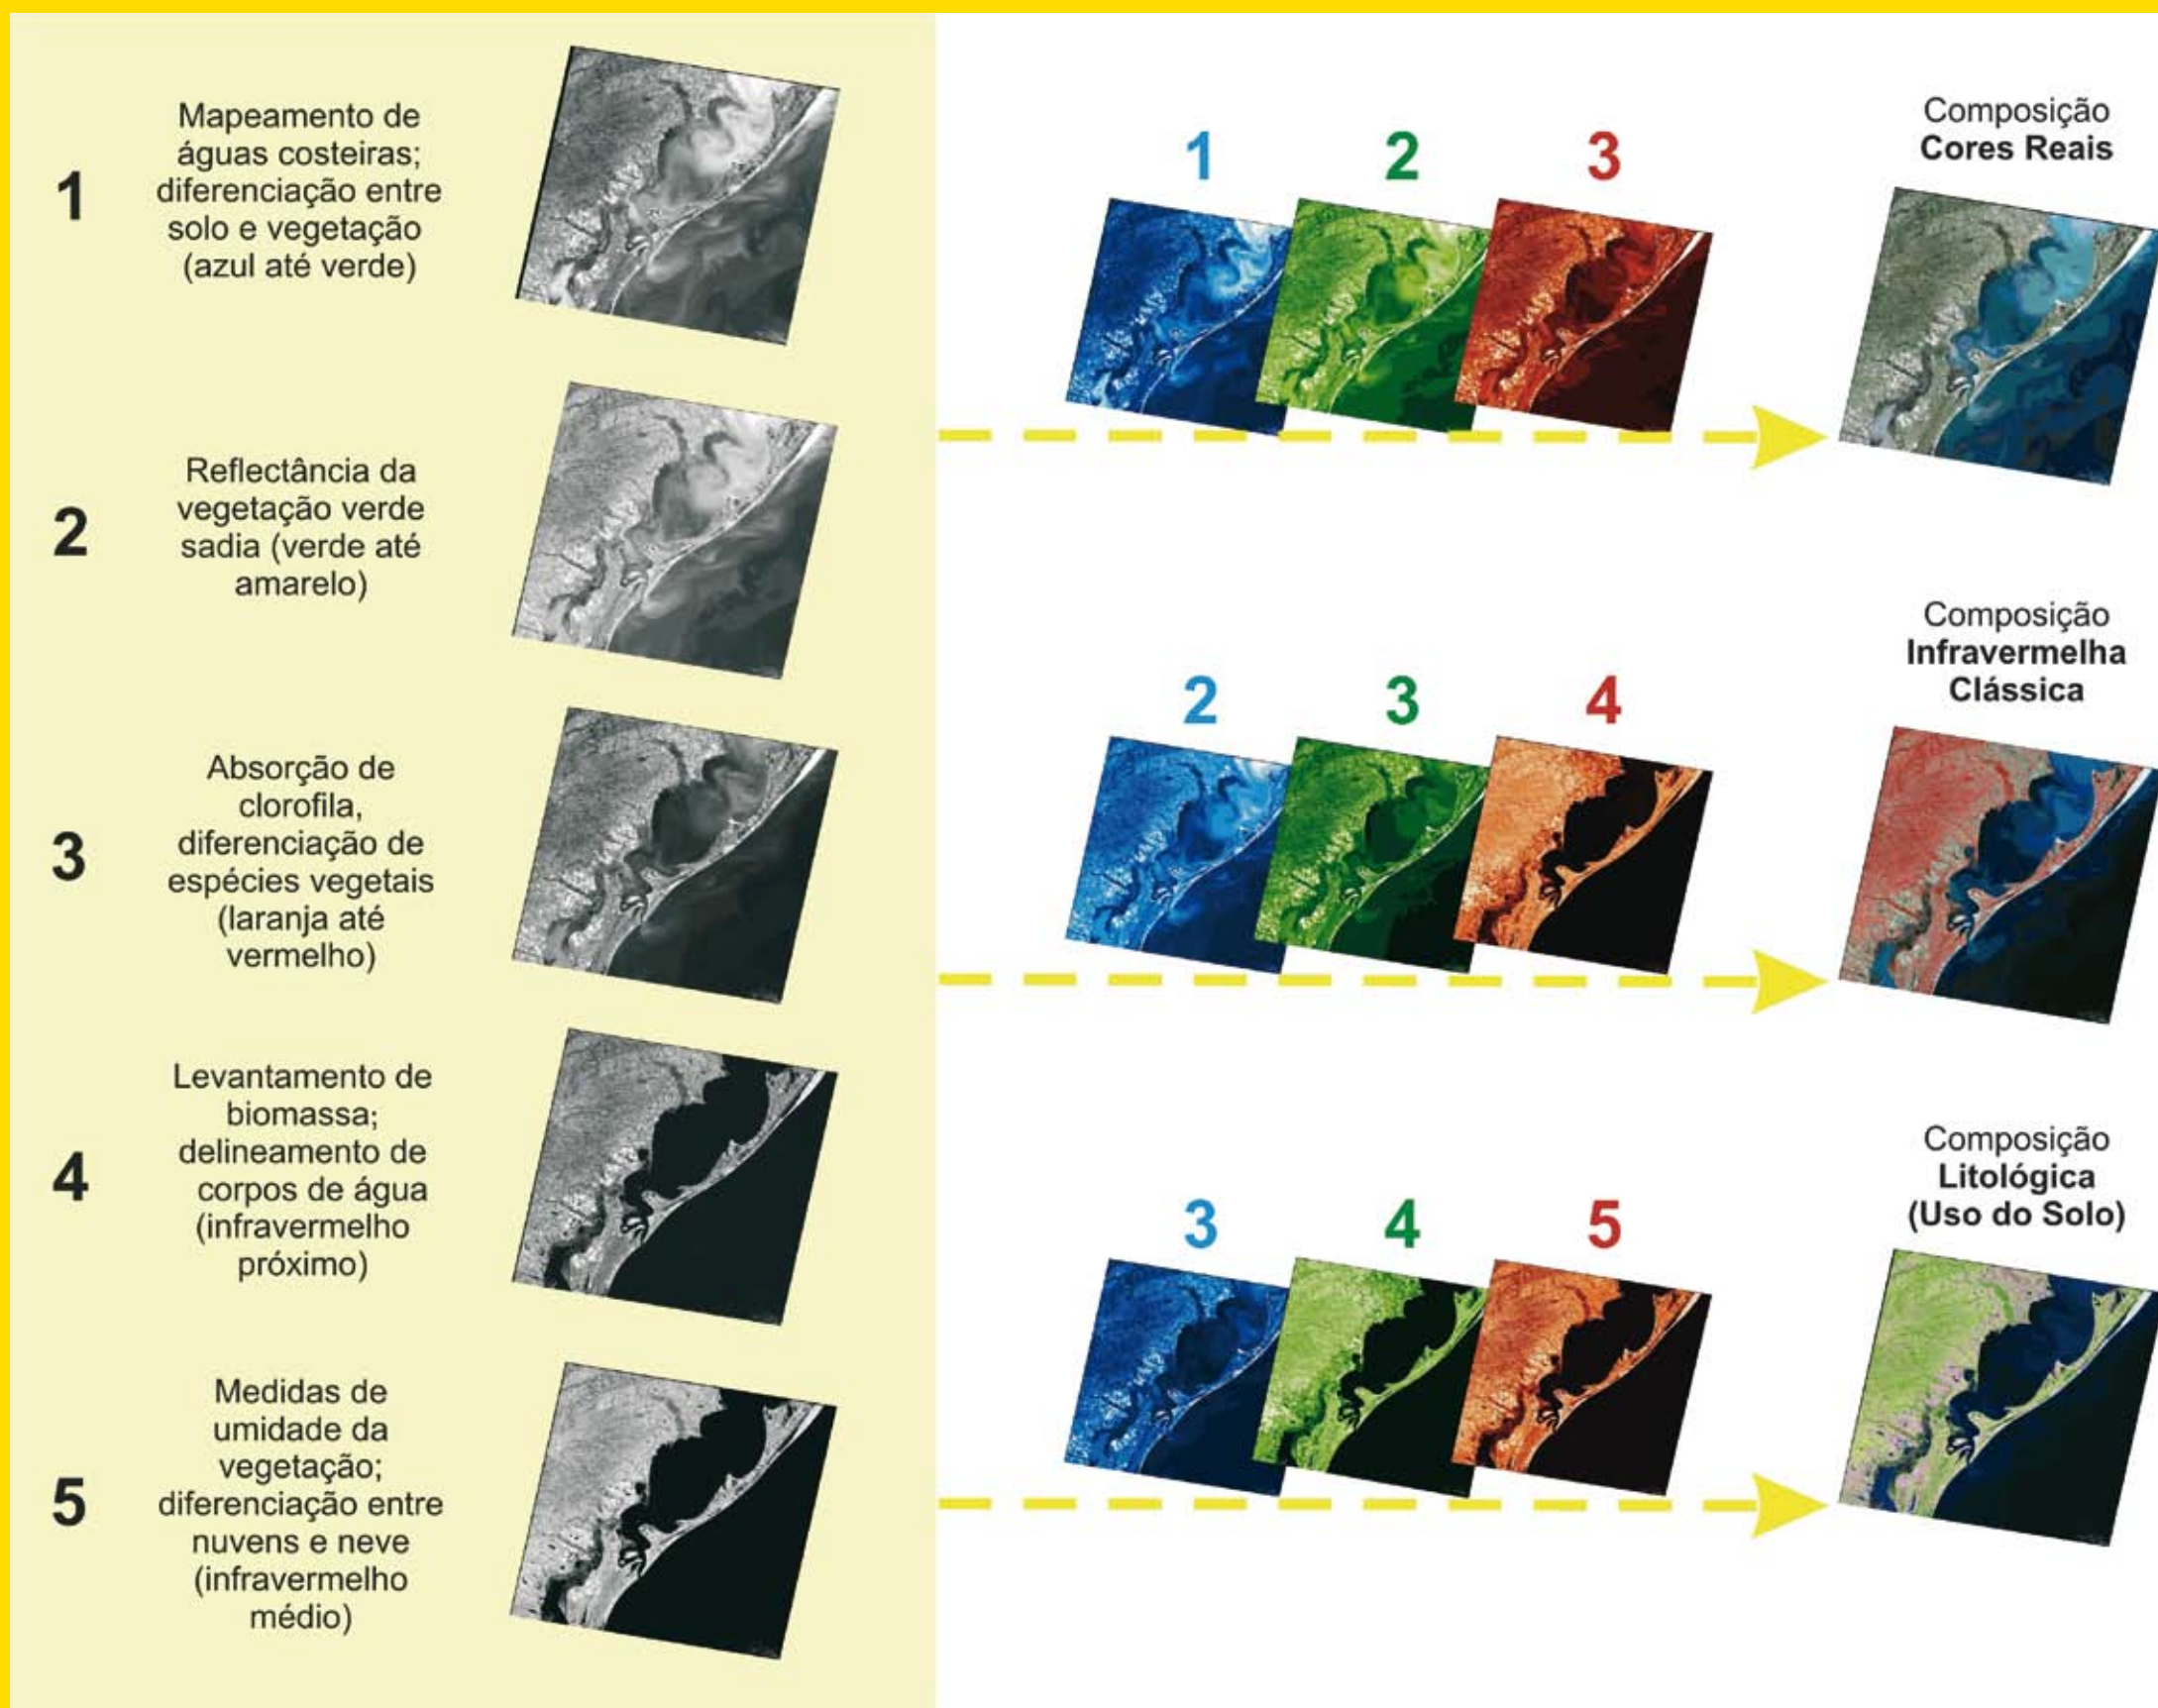 1
Mapeamento de
águas costeiras;
diferenciação entre
solo e vegetação
(azul até verde)
2
Reflectância da
vegetação verde
sadia (verde até
amarelo)
3
Absorção de
clorofila,
diferenciação de
espécies vegetais
(laranja até
vermelho)
4
Levantamento de
biomassa;
delineamento de
corpos de água
(infravermelho
próximo)
5
Medidas de
umidade da
vegetação;
diferenciação entre
nuvens e neve
(infravermelho
médio)
1 2 3
Composição
Cores Reais
2 3 4
Composição
Infravermelha
Clássica
3 4 5
Composição
Litológica
(Uso do Solo)